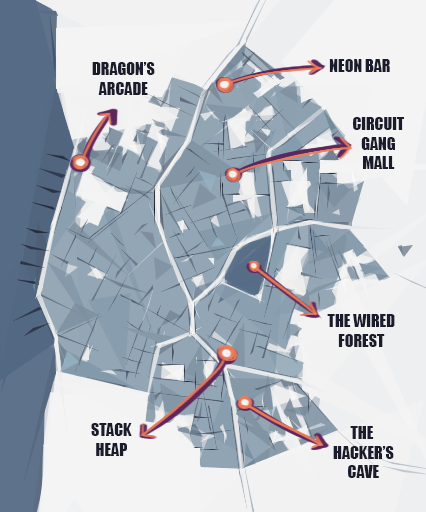 NEON BAR
DRAGON'S
ARCADE
CIRCUIT
GANG
MALL
THE WIRED
FOREST
STACK
HEAP
THE
HACKER'S
CAVE